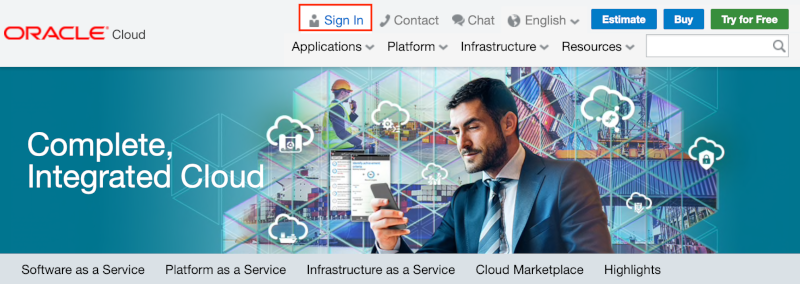 ORACLE® Cloud
Sign In
Contact
Chat
English
Estimate
Buy
Try for Free
Applications
Platform
Infrastructure
Resources
Complete,
Integrated Cloud
Software as a Service
Platform as a Service
Infrastructure as a Service
Cloud Marketplace
Highlights